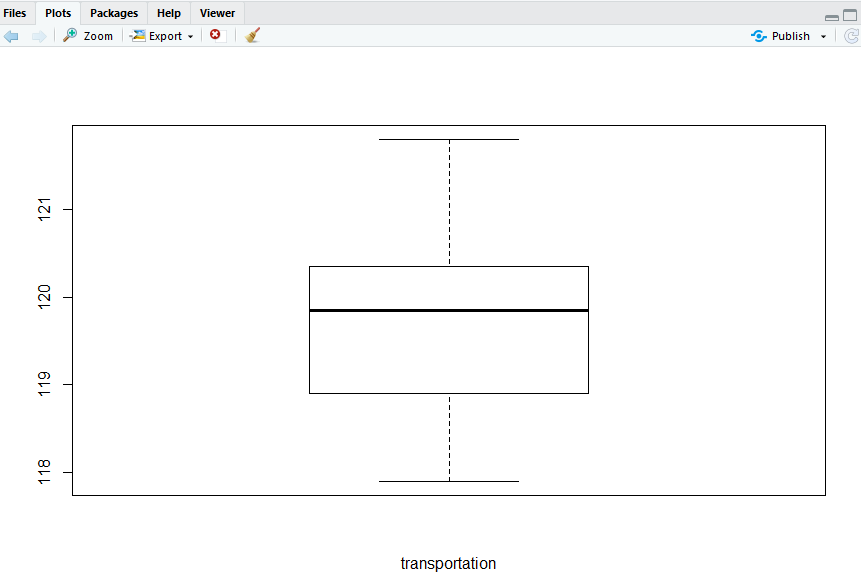 Files Plots Packages Help Viewer
Zoom Export Publish
121
120
119
118
transportation